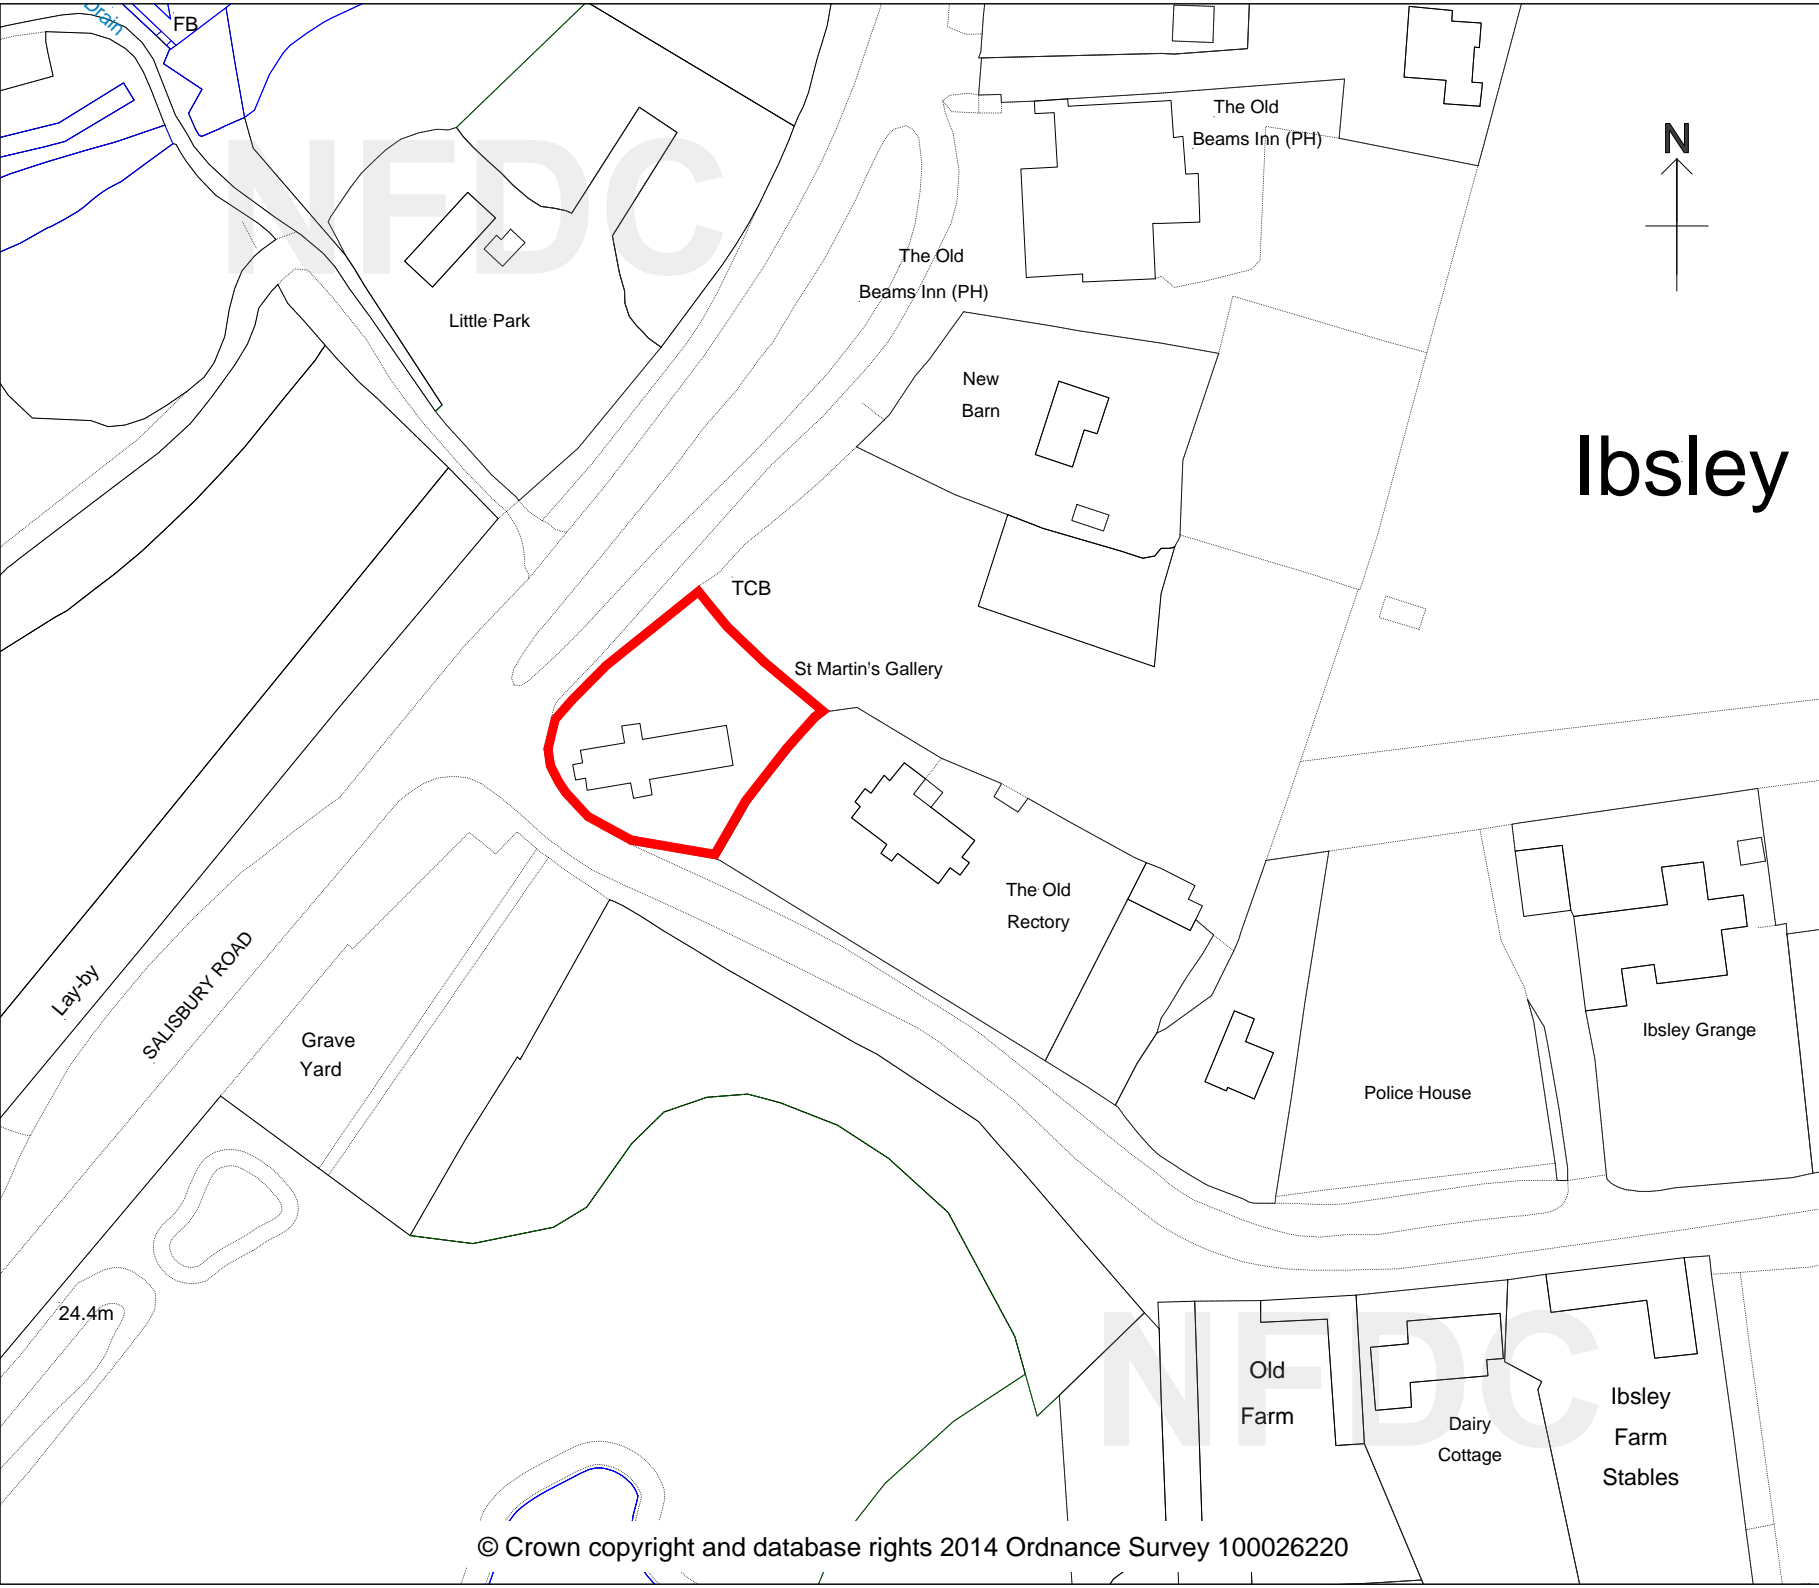 Drain
FB
The Old
Beams Inn (PH)
N
NFDC
The Old
Beams Inn (PH)
Little Park
New
Barn
Ibsley
TCB
St Martin's Gallery
The Old
Rectory
Lay-by
SALISBURY ROAD
Grave
Yard
Ibsley Grange
Police House
24.4m
NFDC
Old
Farm
Dairy
Cottage
Ibsley
Farm
Stables
© Crown copyright and database rights 2014 Ordnance Survey 100026220